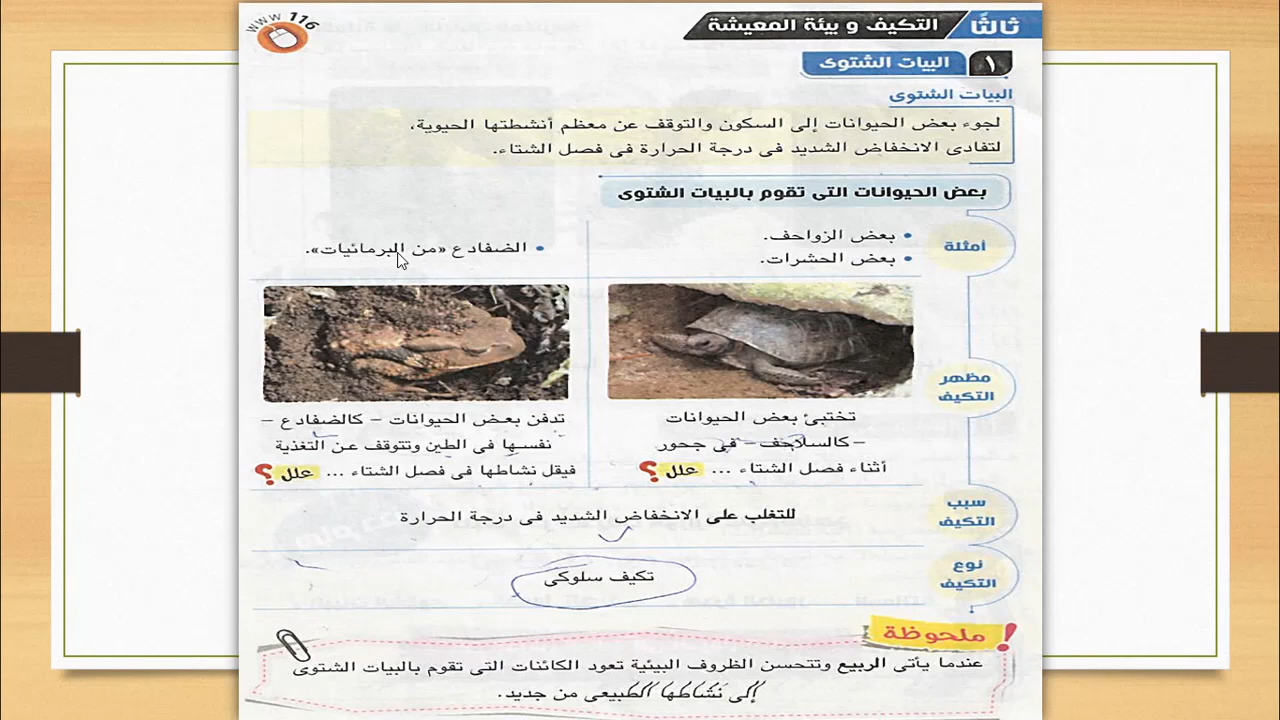 WWW 116
ثالثًا التكيف و بيئة المعيشة
١ البيات الشتوى
البيات الشتوى
لجوء بعض الحيوانات إلى السكون والتوقف عن معظم أنشطتها الحيوية،
لتفادى الانخفاض الشديد فى درجة الحرارة فى فصل الشتاء.
بعض الحيوانات التى تقوم بالبيات الشتوى
أمثلة
• بعض الزواحف.
• بعض الحشرات.
• الضفادع «من البرمائيات».
مظهر
التكيف
تختبئ بعض الحيوانات
– كالسلاحف – فى جحور
أثناء فصل الشتاء ... علل ؟
تدفن بعض الحيوانات – كالضفادع –
نفسها فى الطين وتتوقف عن التغذية
فيقل نشاطها فى فصل الشتاء ... علل ؟
سبب
التكيف
للتغلب على الانخفاض الشديد فى درجة الحرارة
نوع
التكيف
تكيف سلوكى
ملحوظة !
عندما يأتى الربيع وتتحسن الظروف البيئية تعود الكائنات التى تقوم بالبيات الشتوى
إلى نشاطها الطبيعى من جديد.